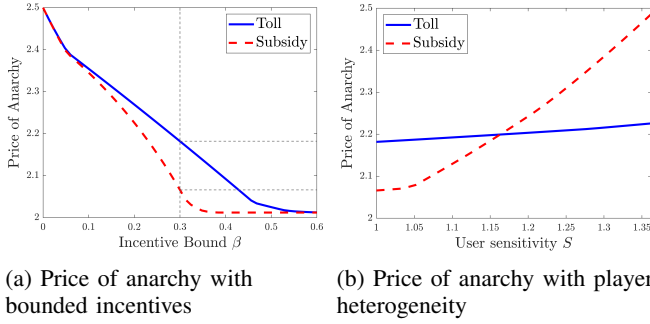 2.5
2.4
2.3
2.2
2.1
2
0
0.1
0.2
0.3
0.4
0.5
0.6
Price of Anarchy
Incentive Bound β
Toll
Subsidy
(a) Price of anarchy with
bounded incentives
2.5
2.4
2.3
2.2
2.1
2
1
1.05
1.1
1.15
1.2
1.25
1.3
1.35
Price of Anarchy
User sensitivity S
Toll
Subsidy
(b) Price of anarchy with player
heterogeneity